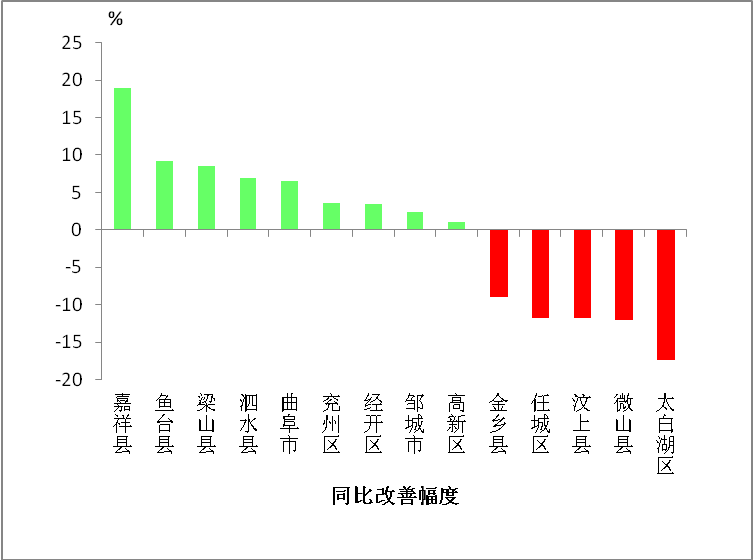 %
25
20
15
10
5
0
-5
-10
-15
-20
嘉祥县
鱼台县
梁山县
泗水县
曲阜市
兖州区
经开区
邹城市
高新区
金乡县
任城区
汶上县
微山县
太白湖区
同比改善幅度